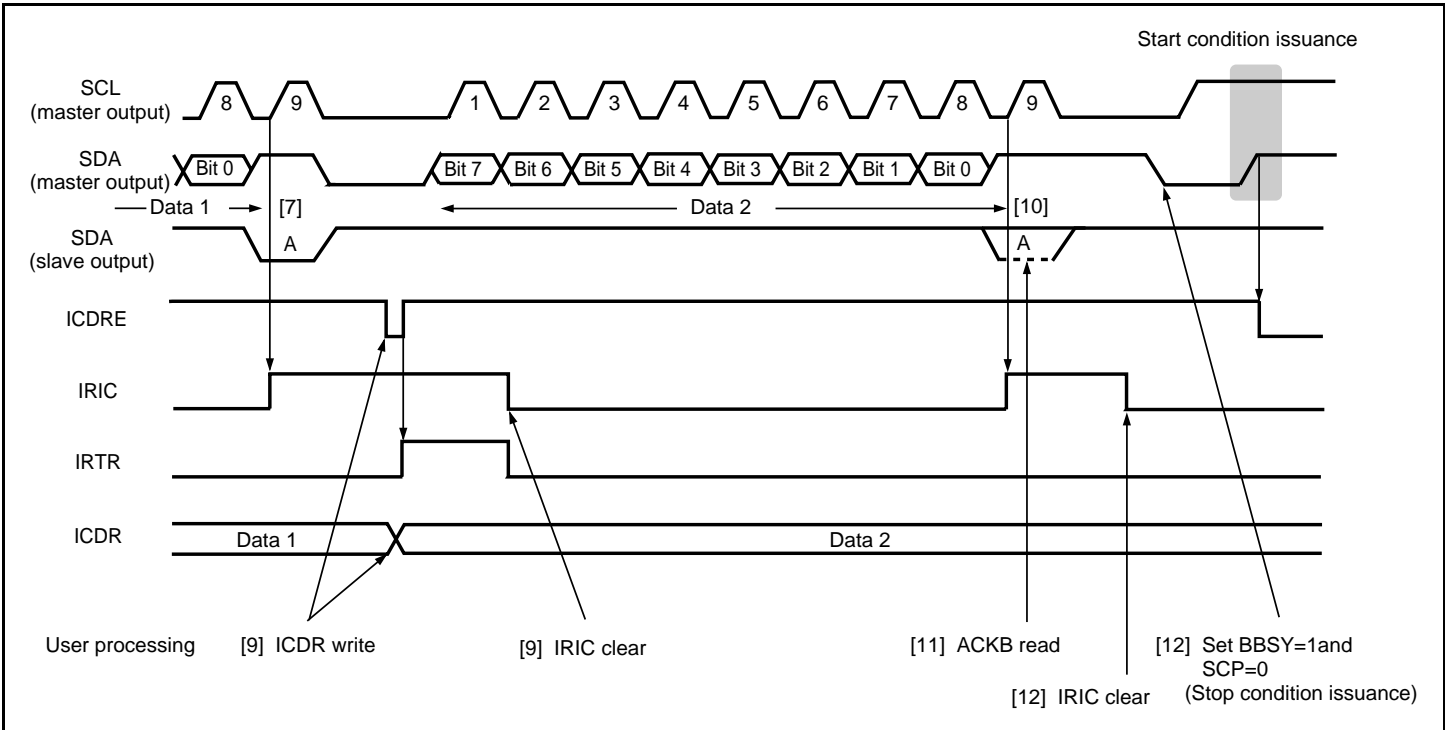 Start condition issuance
SCL
(master output)
8 9 1 2 3 4 5 6 7 8 9
SDA
(master output)
Bit 0 Bit 7 Bit 6 Bit 5 Bit 4 Bit 3 Bit 2 Bit 1 Bit 0
Data 1 [7] Data 2 [10]
SDA
(slave output)
A A
ICDRE
IRIC
IRTR
ICDR
Data 1 Data 2
User processing [9] ICDR write [9] IRIC clear [11] ACKB read [12] Set BBSY=1and
SCP=0
[12] IRIC clear (Stop condition issuance)